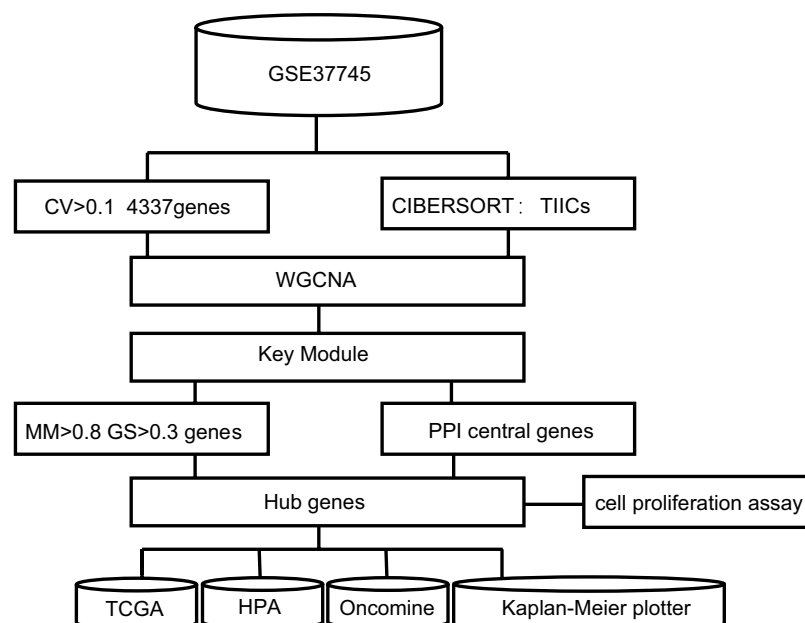 GSE37745
CV>0.1 4337genes
CIBERSORT: TIICs
WGCNA
Key Module
MM>0.8 GS>0.3 genes
PPI central genes
Hub genes
cell proliferation assay
TCGA
HPA
Oncomine
Kaplan-Meier plotter